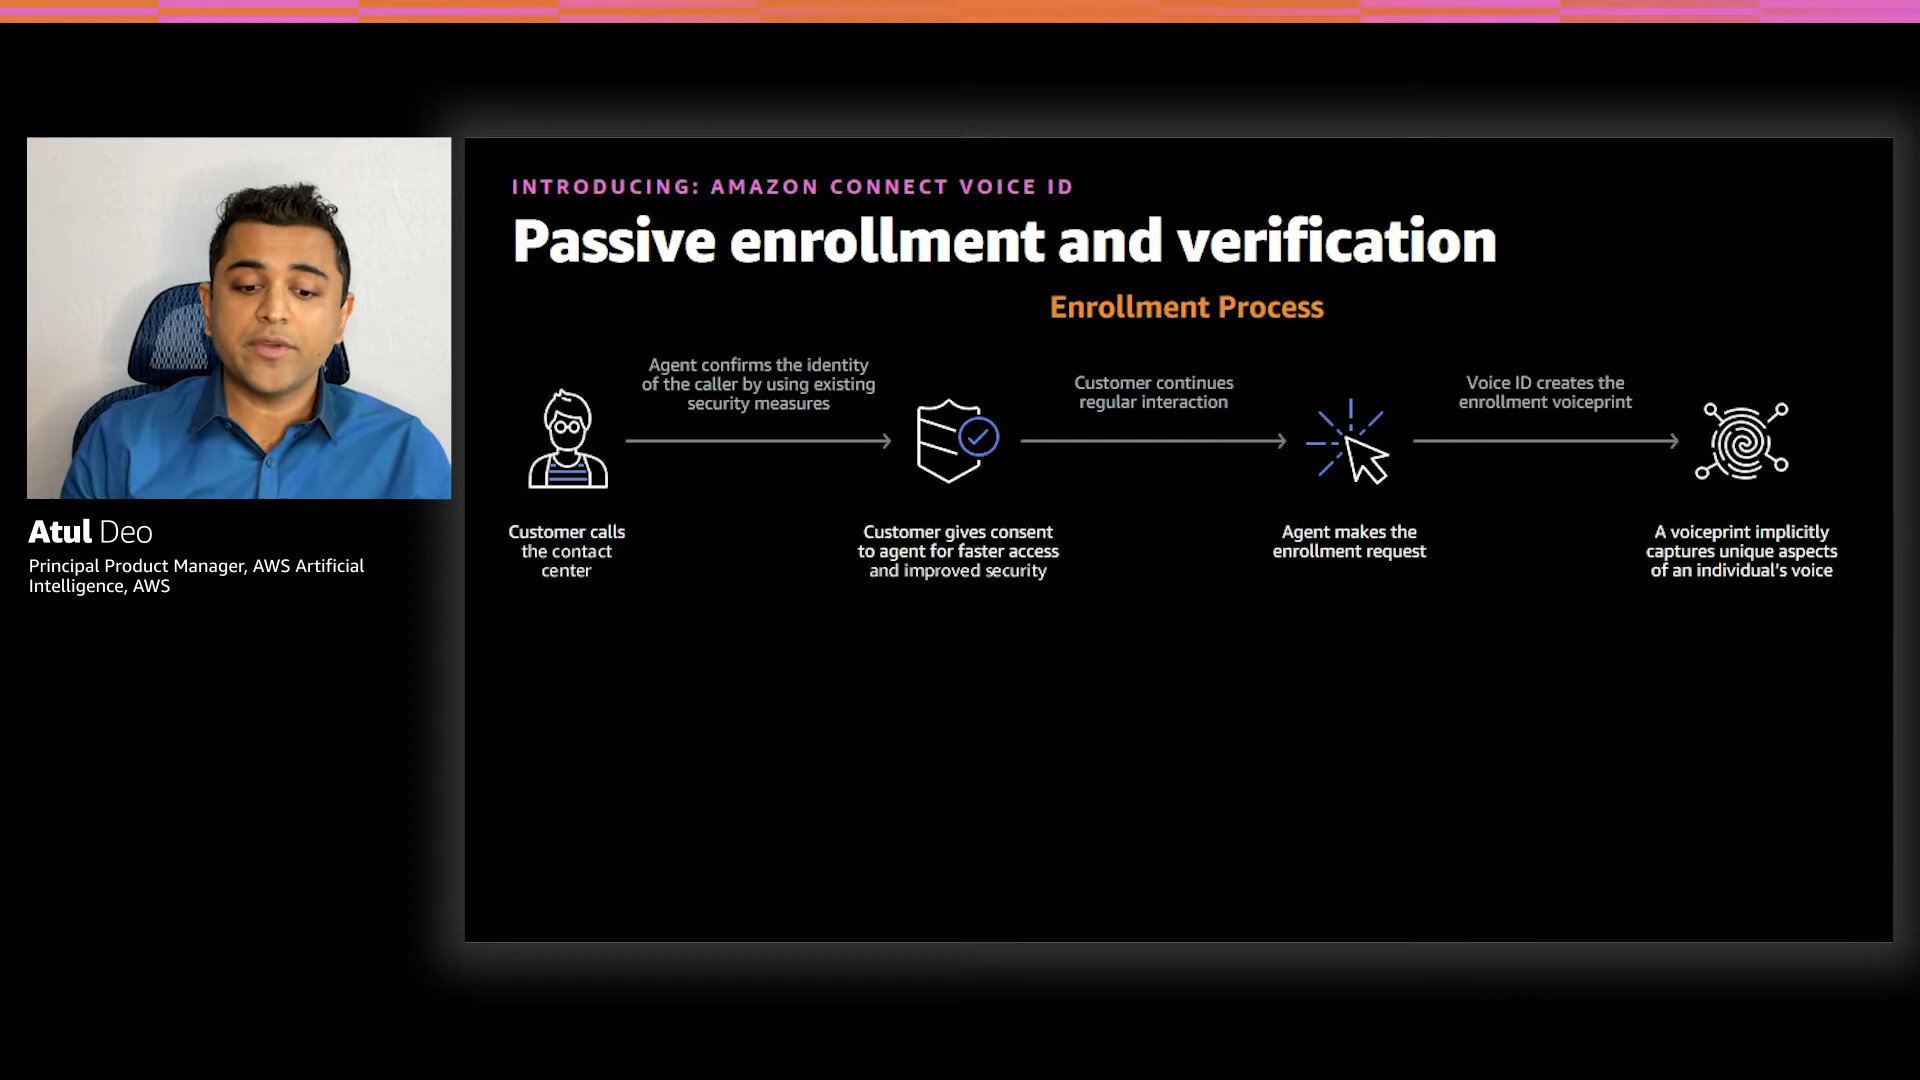 INTRODUCING: AMAZON CONNECT VOICE ID
Passive enrollment and verification
Enrollment Process
Agent confirms the identity
of the caller by using existing
security measures
Customer continues
regular interaction
Voice ID creates the
enrollment voiceprint
Customer calls
the contact
center
Customer gives consent
to agent for faster access
and improved security
Agent makes the
enrollment request
A voiceprint implicitly
captures unique aspects
of an individual's voice
Atul Deo
Principal Product Manager, AWS Artificial
Intelligence, AWS